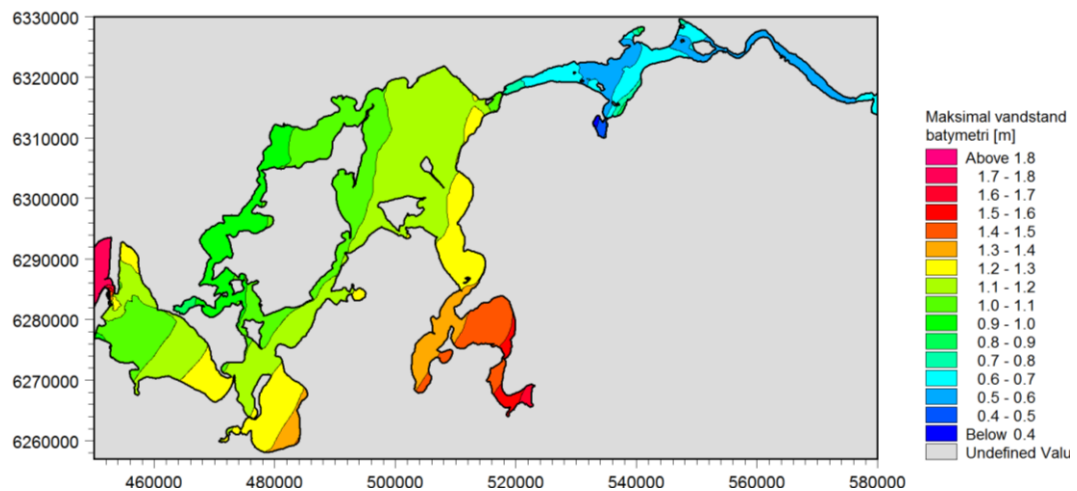 6330000
6320000
6310000
6300000
6290000
6280000
6270000
6260000
460000 480000 500000 520000 540000 560000 580000
Maksimal vandstand
batymetri [m]
Above 1.8
1.7 - 1.8
1.6 - 1.7
1.5 - 1.6
1.4 - 1.5
1.3 - 1.4
1.2 - 1.3
1.1 - 1.2
1.0 - 1.1
0.9 - 1.0
0.8 - 0.9
0.7 - 0.8
0.6 - 0.7
0.5 - 0.6
0.4 - 0.5
Below 0.4
Undefined Valu